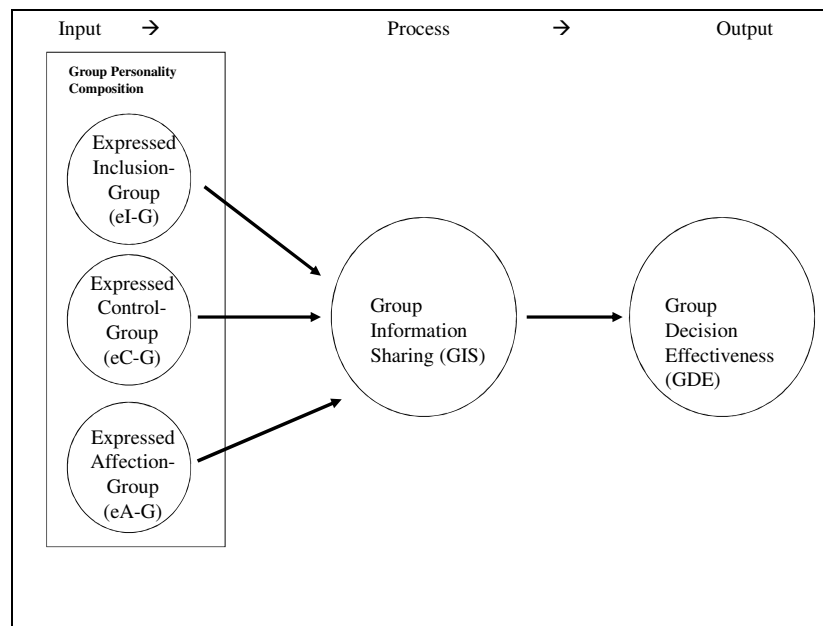 Input → Process → Output
Group Personality
Composition
Expressed
Inclusion-
Group
(eI-G)
Expressed
Control-
Group
(eC-G)
Expressed
Affection-
Group
(eA-G)
Group
Information
Sharing (GIS)
Group
Decision
Effectiveness
(GDE)